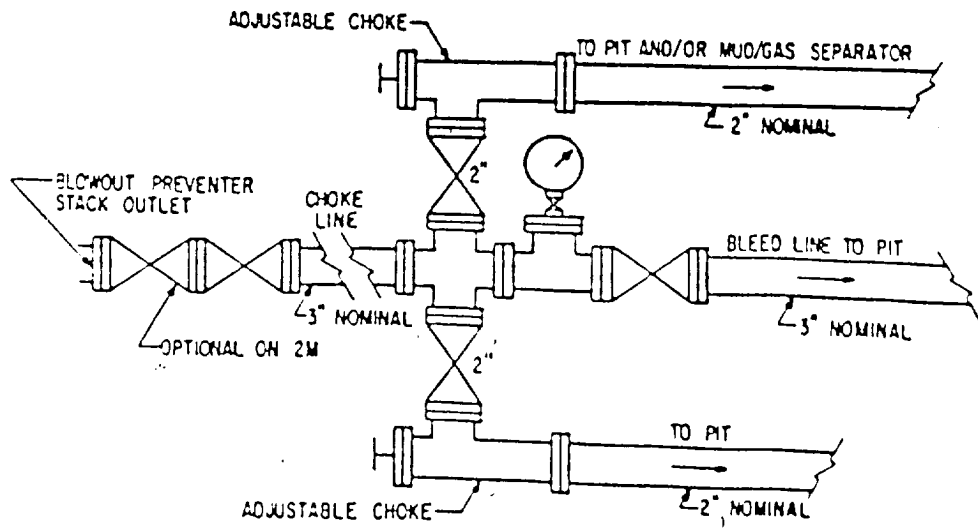 ADJUSTABLE CHOKE
TO PIT AND/OR MUD/GAS SEPARATOR
2" NOMINAL
2"
BLOWOUT PREVENTER
STACK OUTLET
CHOKE
LINE
BLEED LINE TO PIT
3" NOMINAL
3" NOMINAL
OPTIONAL ON 2M
2"
TO PIT
ADJUSTABLE CHOKE
2" NOMINAL